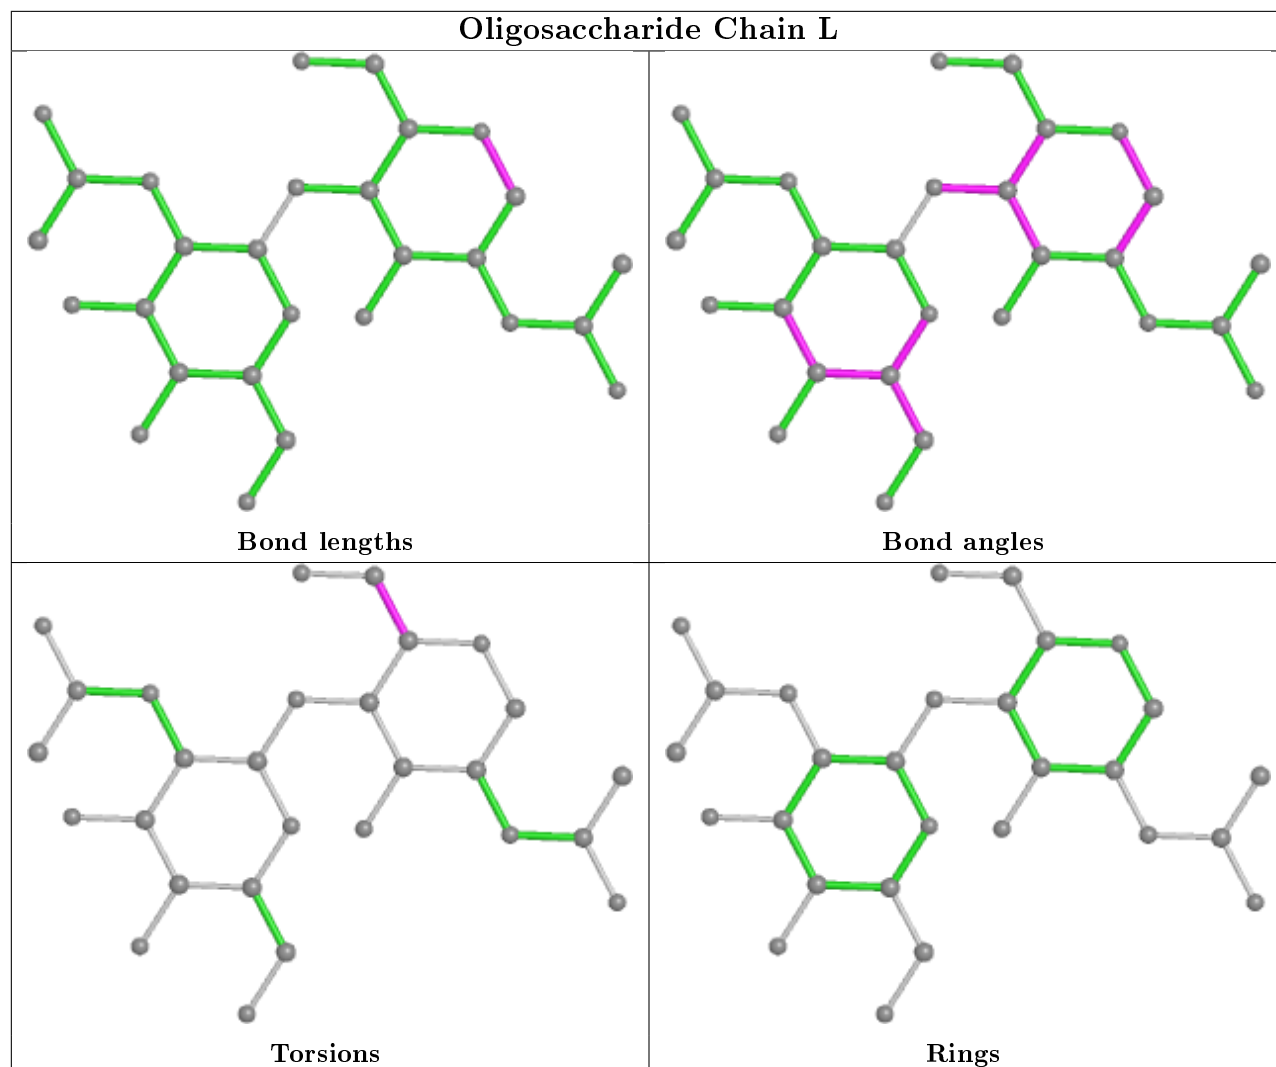 Oligosaccharide Chain L
Bond lengths
Bond angles
Torsions
Rings